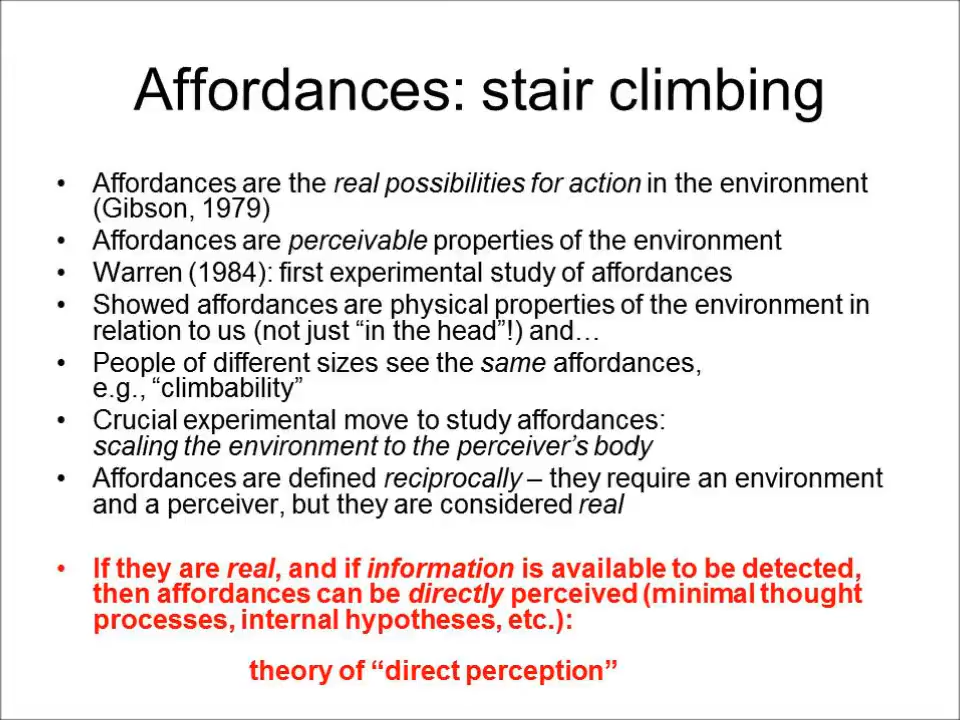 Affordances: stair climbing
• Affordances are the real possibilities for action in the environment
(Gibson, 1979)
• Affordances are perceivable properties of the environment
• Warren (1984): first experimental study of affordances
• Showed affordances are physical properties of the environment in
relation to us (not just “in the head”!) and…
• People of different sizes see the same affordances,
e.g., “climbability”
• Crucial experimental move to study affordances:
scaling the environment to the perceiver’s body
• Affordances are defined reciprocally – they require an environment
and a perceiver, but they are considered real
• If they are real, and if information is available to be detected,
then affordances can be directly perceived (minimal thought
processes, internal hypotheses, etc.):
theory of “direct perception”